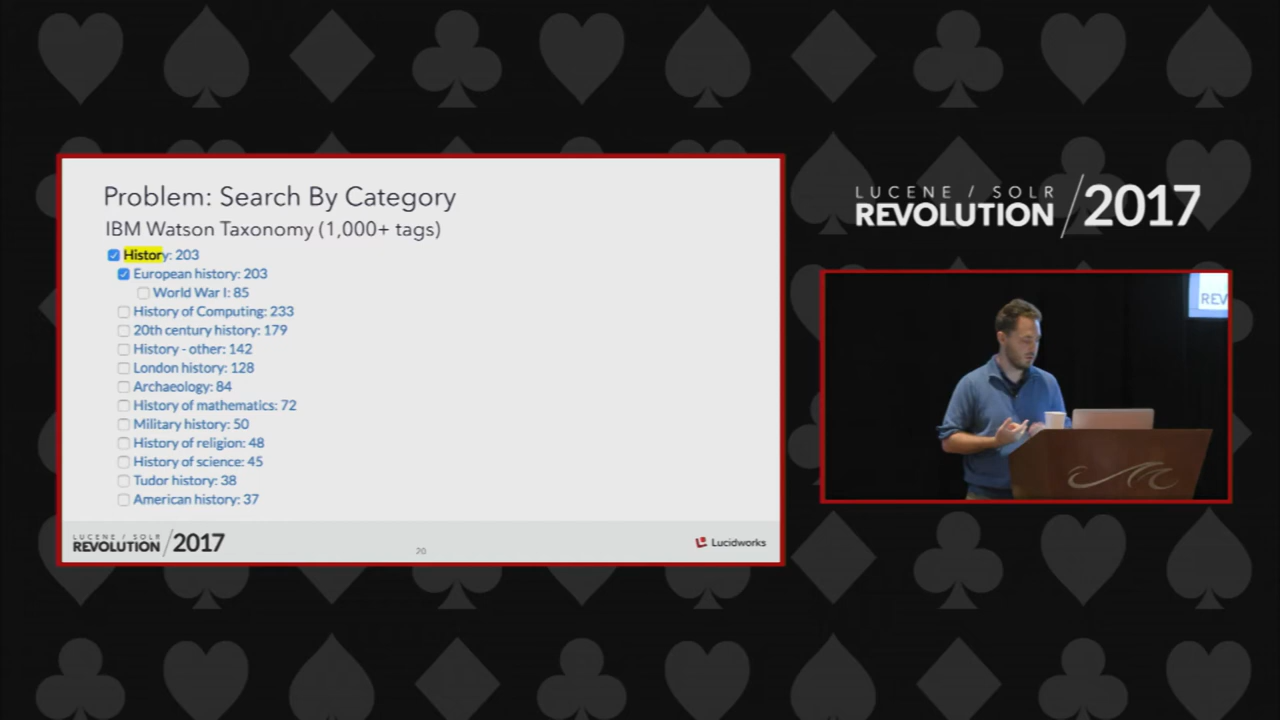 Problem: Search By Category
IBM Watson Taxonomy (1,000+ tags)
History: 203
European history: 203
World War I: 85
History of Computing: 233
20th century history: 179
History - other: 142
London history: 128
Archaeology: 84
History of mathematics: 72
Military history: 50
History of religion: 48
History of science: 45
Tudor history: 38
American history: 37
LUCENE / SOLR
REVOLUTION /2017
20
Lucidworks
LUCENE / SOLR
REVOLUTION /2017
REV